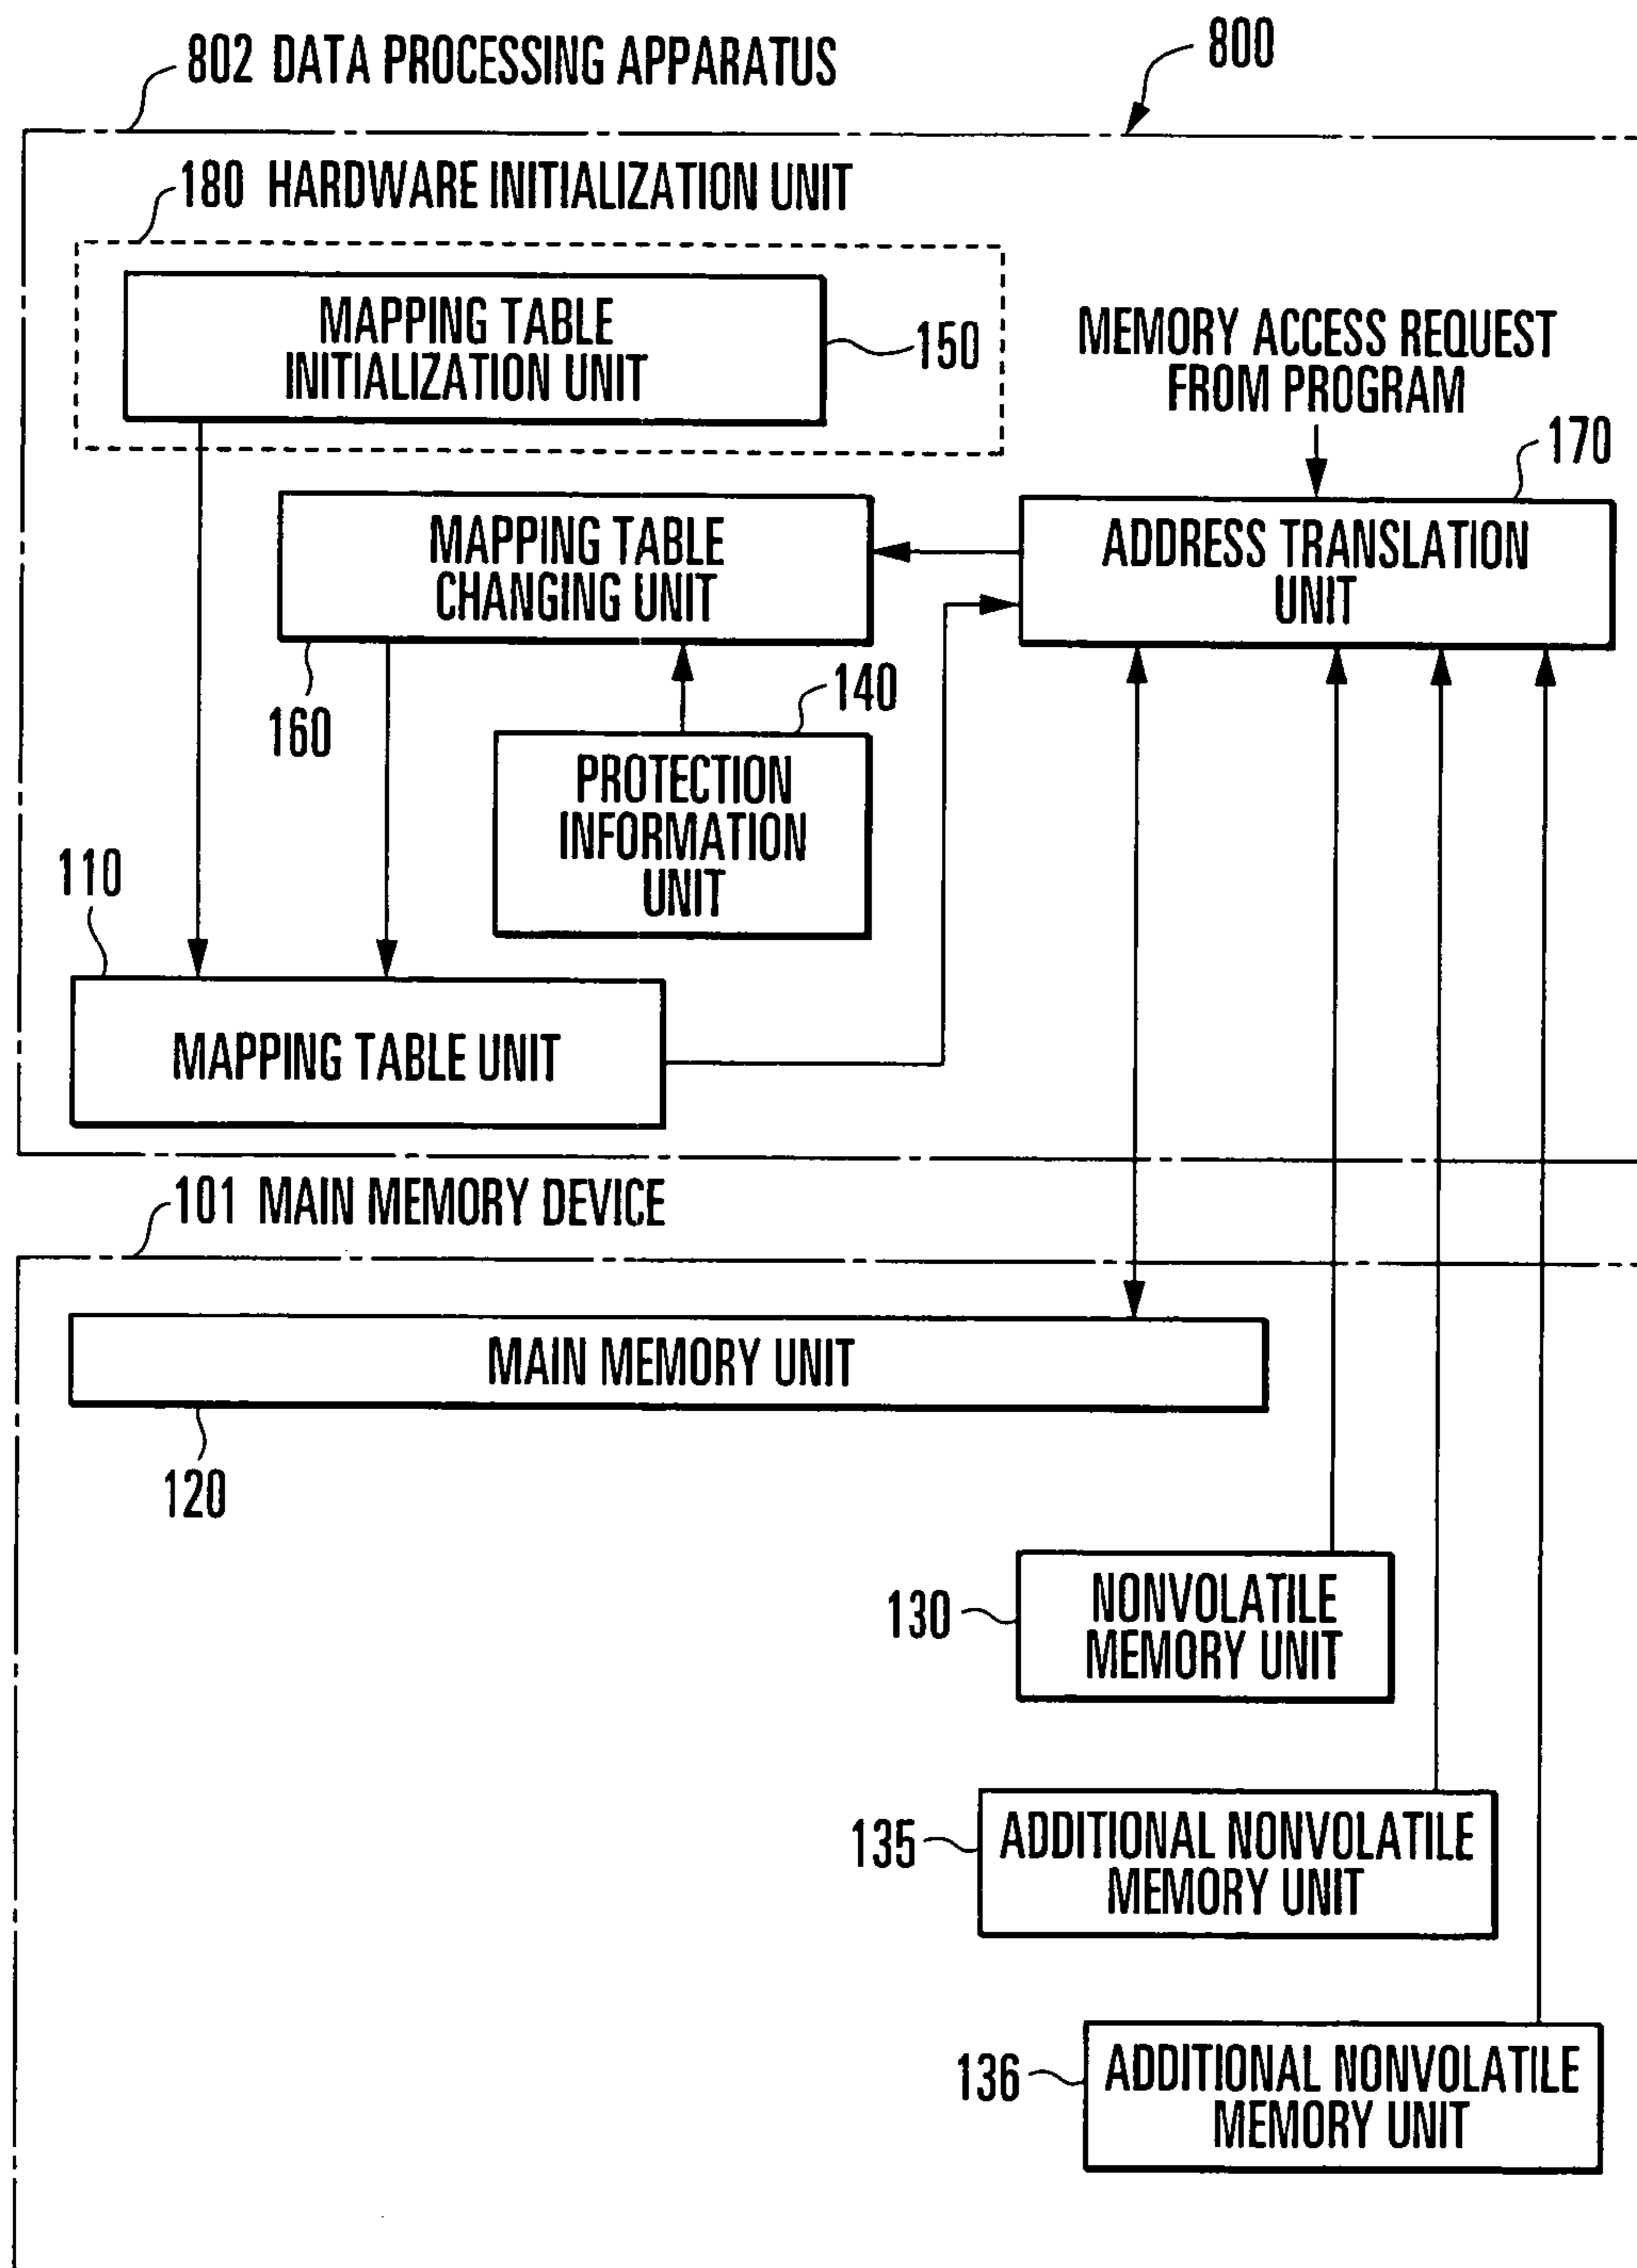 802 DATA PROCESSING APPARATUS
800
180 HARDWARE INITIALIZATION UNIT
MAPPING TABLE
INITIALIZATION UNIT
150
MEMORY ACCESS REQUEST
FROM PROGRAM
170
MAPPING TABLE
CHANGING UNIT
ADDRESS TRANSLATION
UNIT
160
140
PROTECTION
INFORMATION
UNIT
110
MAPPING TABLE UNIT
101 MAIN MEMORY DEVICE
MAIN MEMORY UNIT
120
130
NONVOLATILE
MEMORY UNIT
135
ADDITIONAL NONVOLATILE
MEMORY UNIT
136
ADDITIONAL NONVOLATILE
MEMORY UNIT